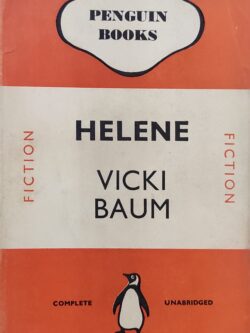 PENGUIN
BOOKS
HELENE
VICKI
BAUM
FICTION
FICTION
COMPLETE UNABRIDGED